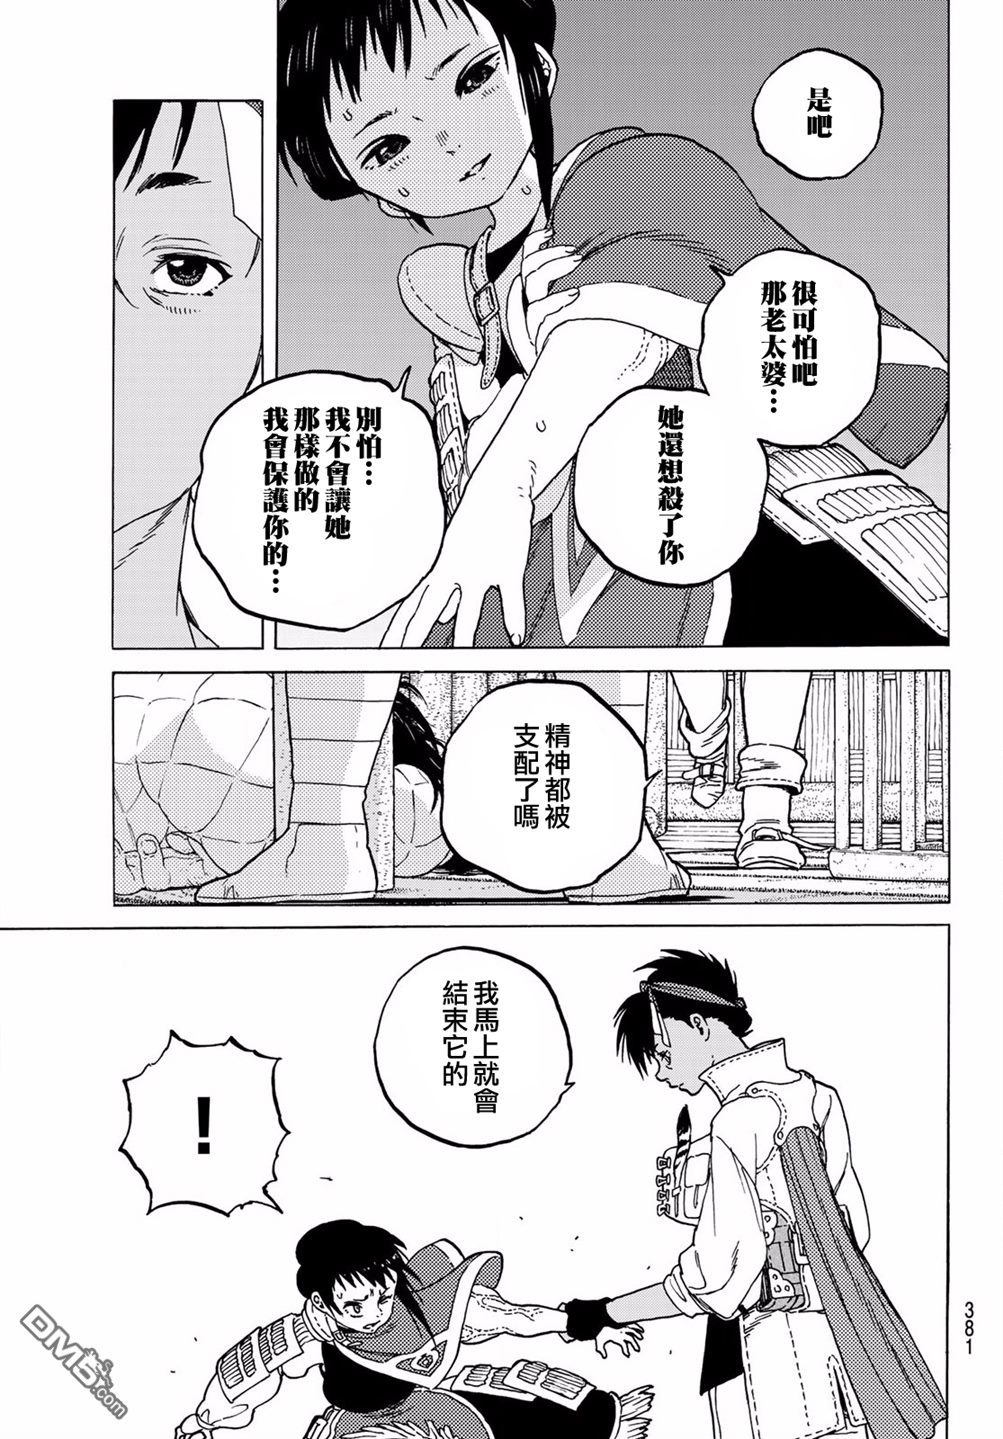 是吧
很可怕吧
那老太婆…
她還想殺了你
別怕…
我不會讓她
那樣做的
我會保護你的…
精神都被
支配了嗎
我馬上就會
結束它的
！
381
DM5